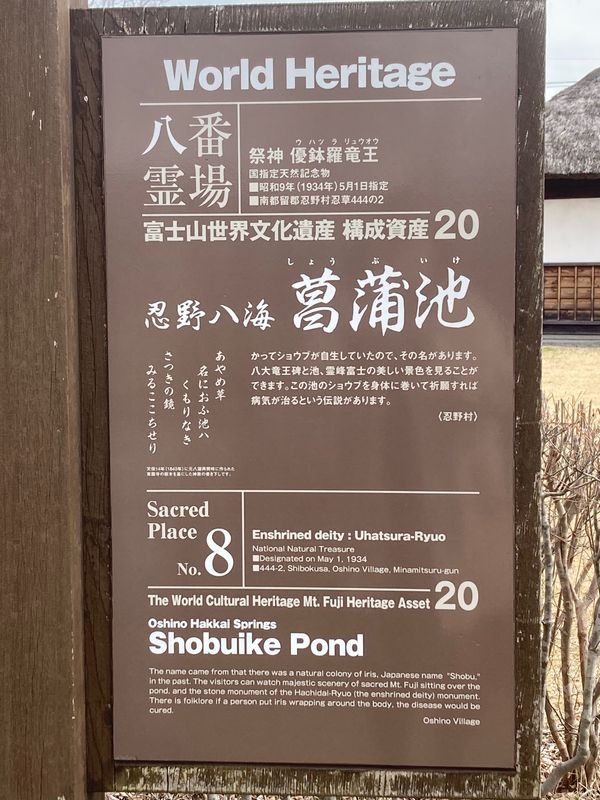 World Heritage
八番
霊場
祭神 優鉢羅竜王
ウハツラリュウオウ
国指定天然記念物
■昭和9年(1934年)5月1日指定
■南都留郡忍野村忍草444の2
富士山世界文化遺産 構成資産20
しょうぶいけ
忍野八海 菖蒲池
あやめ草
名におふ池ハ
くもりなき
さつきの鏡
みるここちせり
かつてショウブが自生していたので、その名があります。
八大竜王碑と池、霊峰富士の美しい景色を見ることが
できます。この池のショウブを身体に巻いて祈願すれば
病気が治るという伝説があります。
(忍野村)
Sacred
Place
No. 8
Enshrined deity : Uhatsura-Ryuo
National Natural Treasure
■Designated on May 1, 1934
■444-2, Shibokusa, Oshino Village, Minamitsuru-gun
The World Cultural Heritage Mt. Fuji Heritage Asset 20
Oshino Hakkai Springs
Shobuike Pond
The name came from that there was a natural colony of iris, Japanese name "Shobu,"
in the past. The visitors can watch majestic scenery of sacred Mt. Fuji sitting over the
pond, and the stone monument of the Hachidai-Ryuo (the enshrined deity) monument.
There is folklore if a person put iris wrapping around the body, the disease would be
cured.
Oshino Village